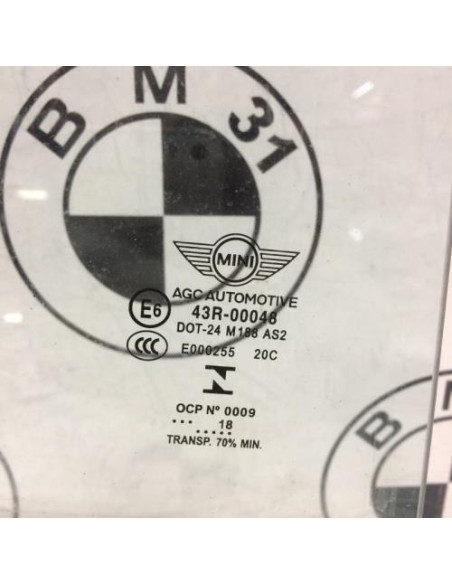 BM31
MINI
AGC AUTOMOTIVE
E6 43R-00048
DOT-24 M188 AS2
CCC E000255 20C
N
OCP Nº 0009
... 18
.....
TRANSP. 70% MIN.
B M